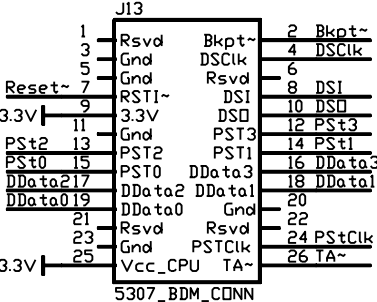 J13
1 Rsvd Bkpt~ 2 Bkpt~
3 Gnd DSClk 4 DSClk
5 Gnd Rsvd 6
Reset~ 7 RSTI~ DSI 8 DSI
3.3V 9 3.3V DSO 10 DSO
11 Gnd PST3 12 PSt3
PSt2 13 PST2 PST1 14 PSt1
PSt0 15 PST0 DData3 16 DData3
DData2 17 DData2 DData1 18 DData1
DData0 19 DData0 Gnd 20
21 Rsvd Rsvd 22
23 Gnd PSTClk 24 PStClk
3.3V 25 Vcc_CPU TA~ 26 TA~
5307_BDM_CONN